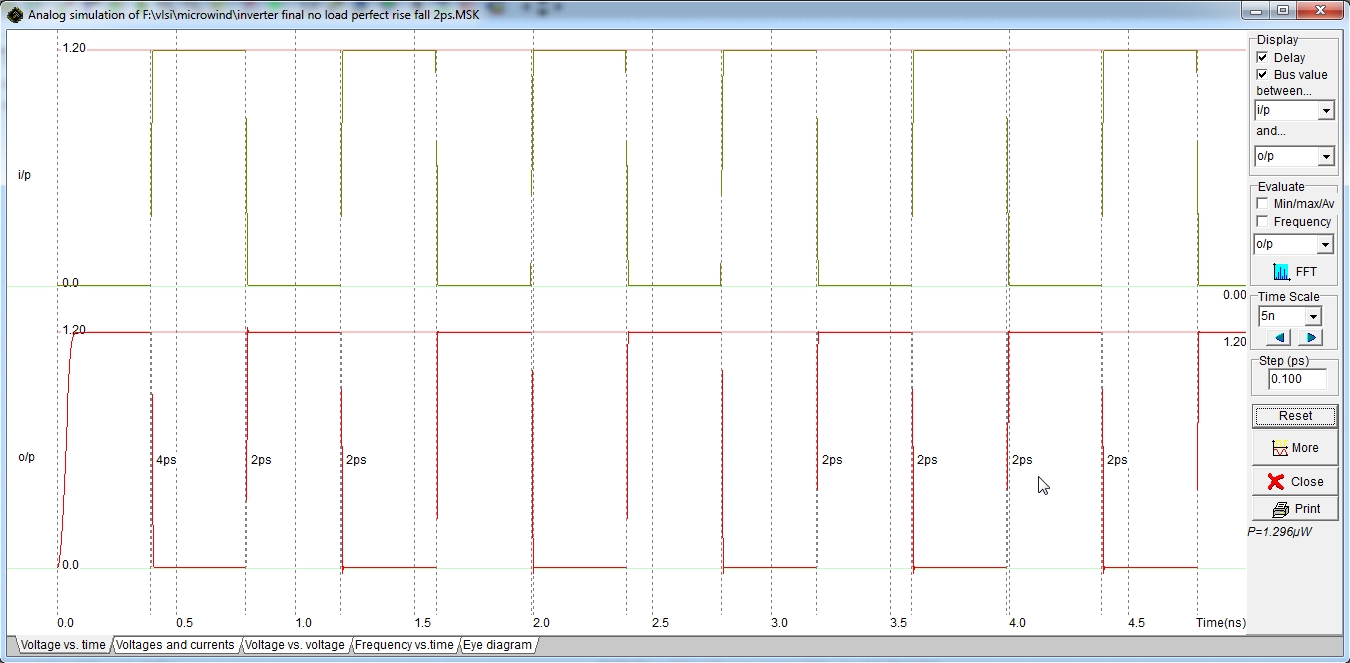 Analog simulation of F:\vlsi\microwind\inverter final no load perfect rise fall 2ps.MSK
1.20
i/p
0.0
0.00
1.20
1.20
o/p
4ps 2ps 2ps 2ps 2ps 2ps 2ps
0.0
0.0 0.5 1.0 1.5 2.0 2.5 3.0 3.5 4.0 4.5 Time(ns)
Voltage vs. time Voltages and currents Voltage vs. voltage Frequency vs.time Eye diagram
Display
Delay
Bus value
between...
i/p
and...
o/p
Evaluate
Min/max/Av
Frequency
o/p
FFT
Time Scale
5n
Step (ps)
0.100
Reset
More
Close
Print
P=1.296µW